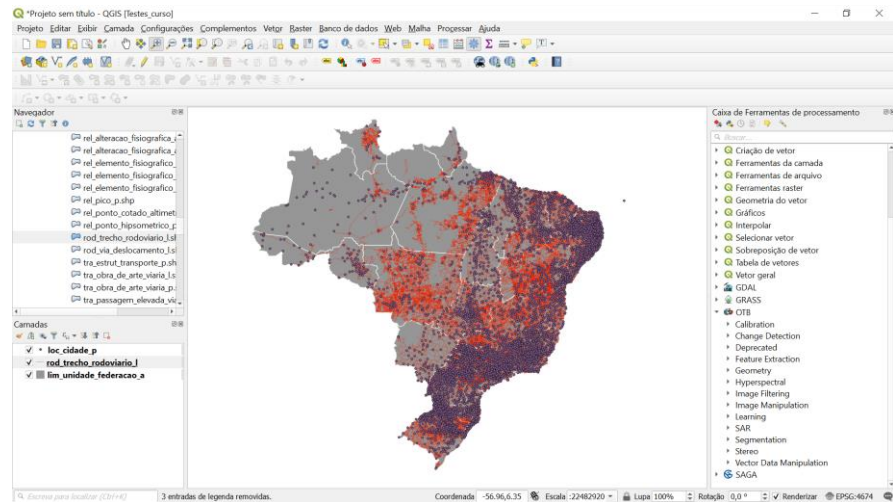 *Projeto sem título - QGIS [Testes_curso]
Projeto Editar Exibir Camada Configurações Complementos Vetor Raster Banco de dados Web Malha Processar Ajuda
Navegador
rel_alteracao_fisiografica_a
rel_alteracao_fisiografica_
rel_elemento_fisiografico_
rel_elemento_fisiografico_
rel_elemento_fisiografico_
rel_pico_p.shp
rel_ponto_cotado_altimetr
rel_ponto_hipsometrico_p
rod_trecho_rodoviario_l.sh
rod_via_deslocamento_l.sh
tra_estrut_transporte_p.sh
tra_obra_de_arte_viaria_l.s
tra_obra_de_arte_viaria_p.
tra_passagem_elevada_via
Camadas
loc_cidade_p
rod_trecho_rodoviario_l
lim_unidade_federacao_a
Caixa de Ferramentas de processamento
Buscar...
Criação de vetor
Ferramentas da camada
Ferramentas de arquivo
Ferramentas raster
Geometria do vetor
Gráficos
Interpolar
Selecionar vetor
Sobreposição de vetor
Tabela de vetores
Vetor geral
GDAL
GRASS
OTB
Calibration
Change Detection
Deprecated
Feature Extraction
Geometry
Hyperspectral
Image Filtering
Image Manipulation
Learning
SAR
Segmentation
Stereo
Vector Data Manipulation
SAGA
Escreva para localizar (Ctrl+K) 3 entradas de legenda removidas. Coordenada -56.96,6.35 Escala :22482920 Lupa 100% Rotação 0,0 ° Renderizar EPSG:4674